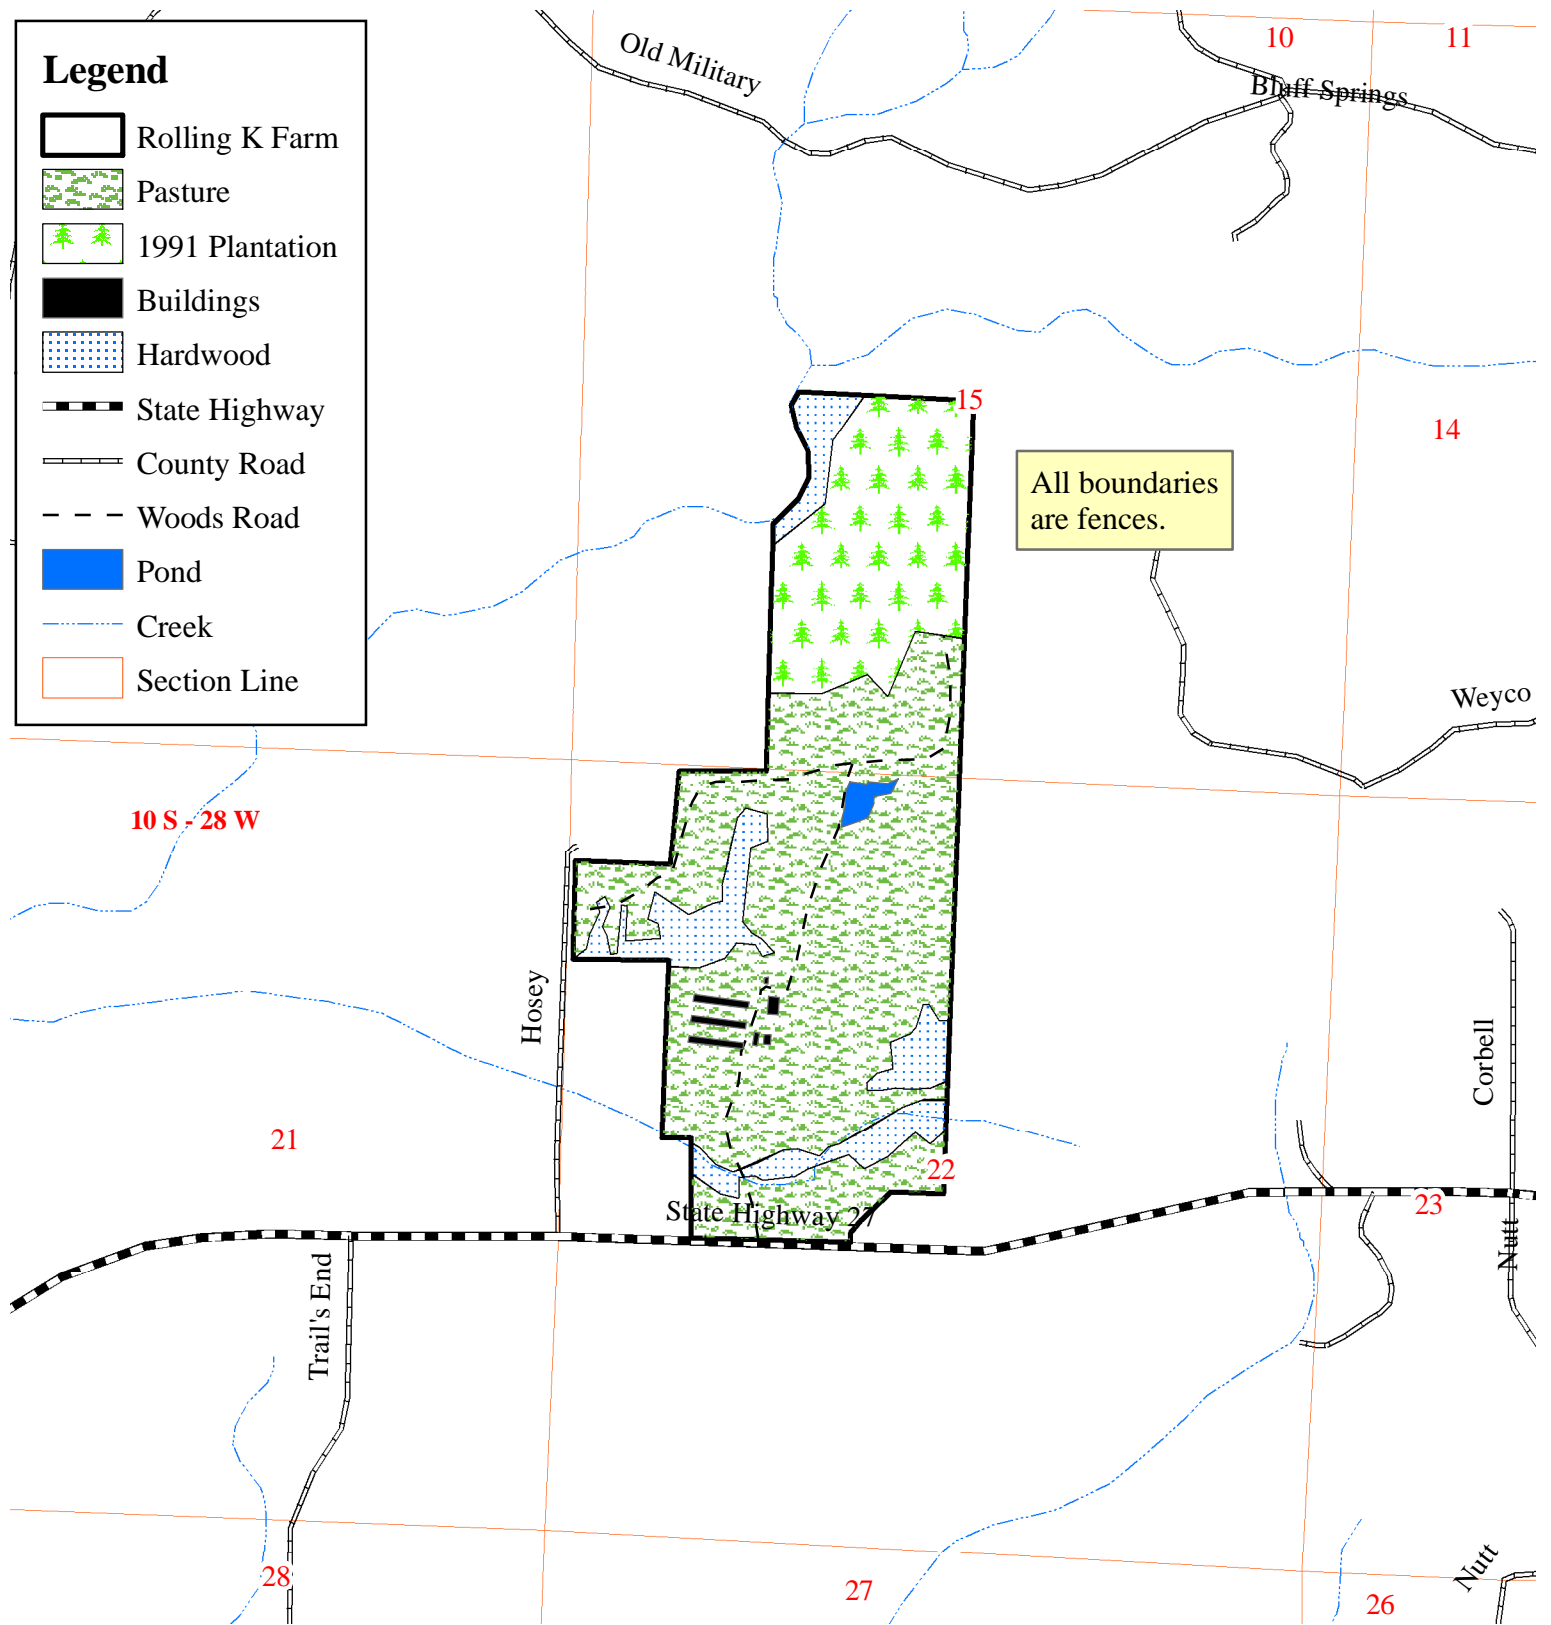 Legend
Rolling K Farm
Pasture
1991 Plantation
Buildings
Hardwood
State Highway
County Road
Woods Road
Pond
Creek
Section Line
Old Military
10
11
Bluff Springs
15
14
All boundaries
are fences.
Weyco
10 S - 28 W
Hosey
Corbell
21
22
State Highway 27
23
Nutt
Trail's End
28
27
26
Nutt